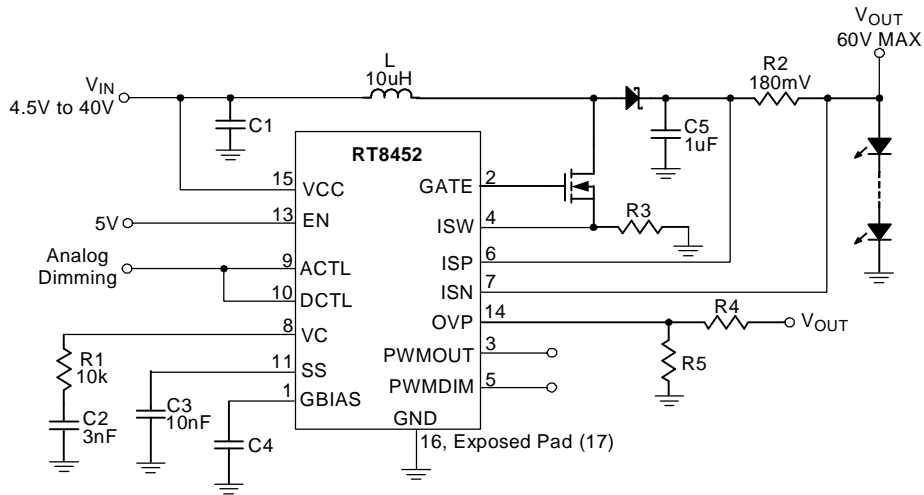 VOUT
60V MAX
L
10uH
R2
180mV
VIN
4.5V to 40V
C1
C5
1uF
RT8452
15
VCC
GATE
2
13
EN
5V
ISW
4
R3
Analog
Dimming
9
ACTL
ISP
6
10
DCTL
ISN
7
8
VC
OVP
14
R4
VOUT
R1
10k
11
SS
PWMOUT
3
R5
C2
3nF
C3
10nF
1
GBIAS
PWMDIM
5
C4
GND
16, Exposed Pad (17)